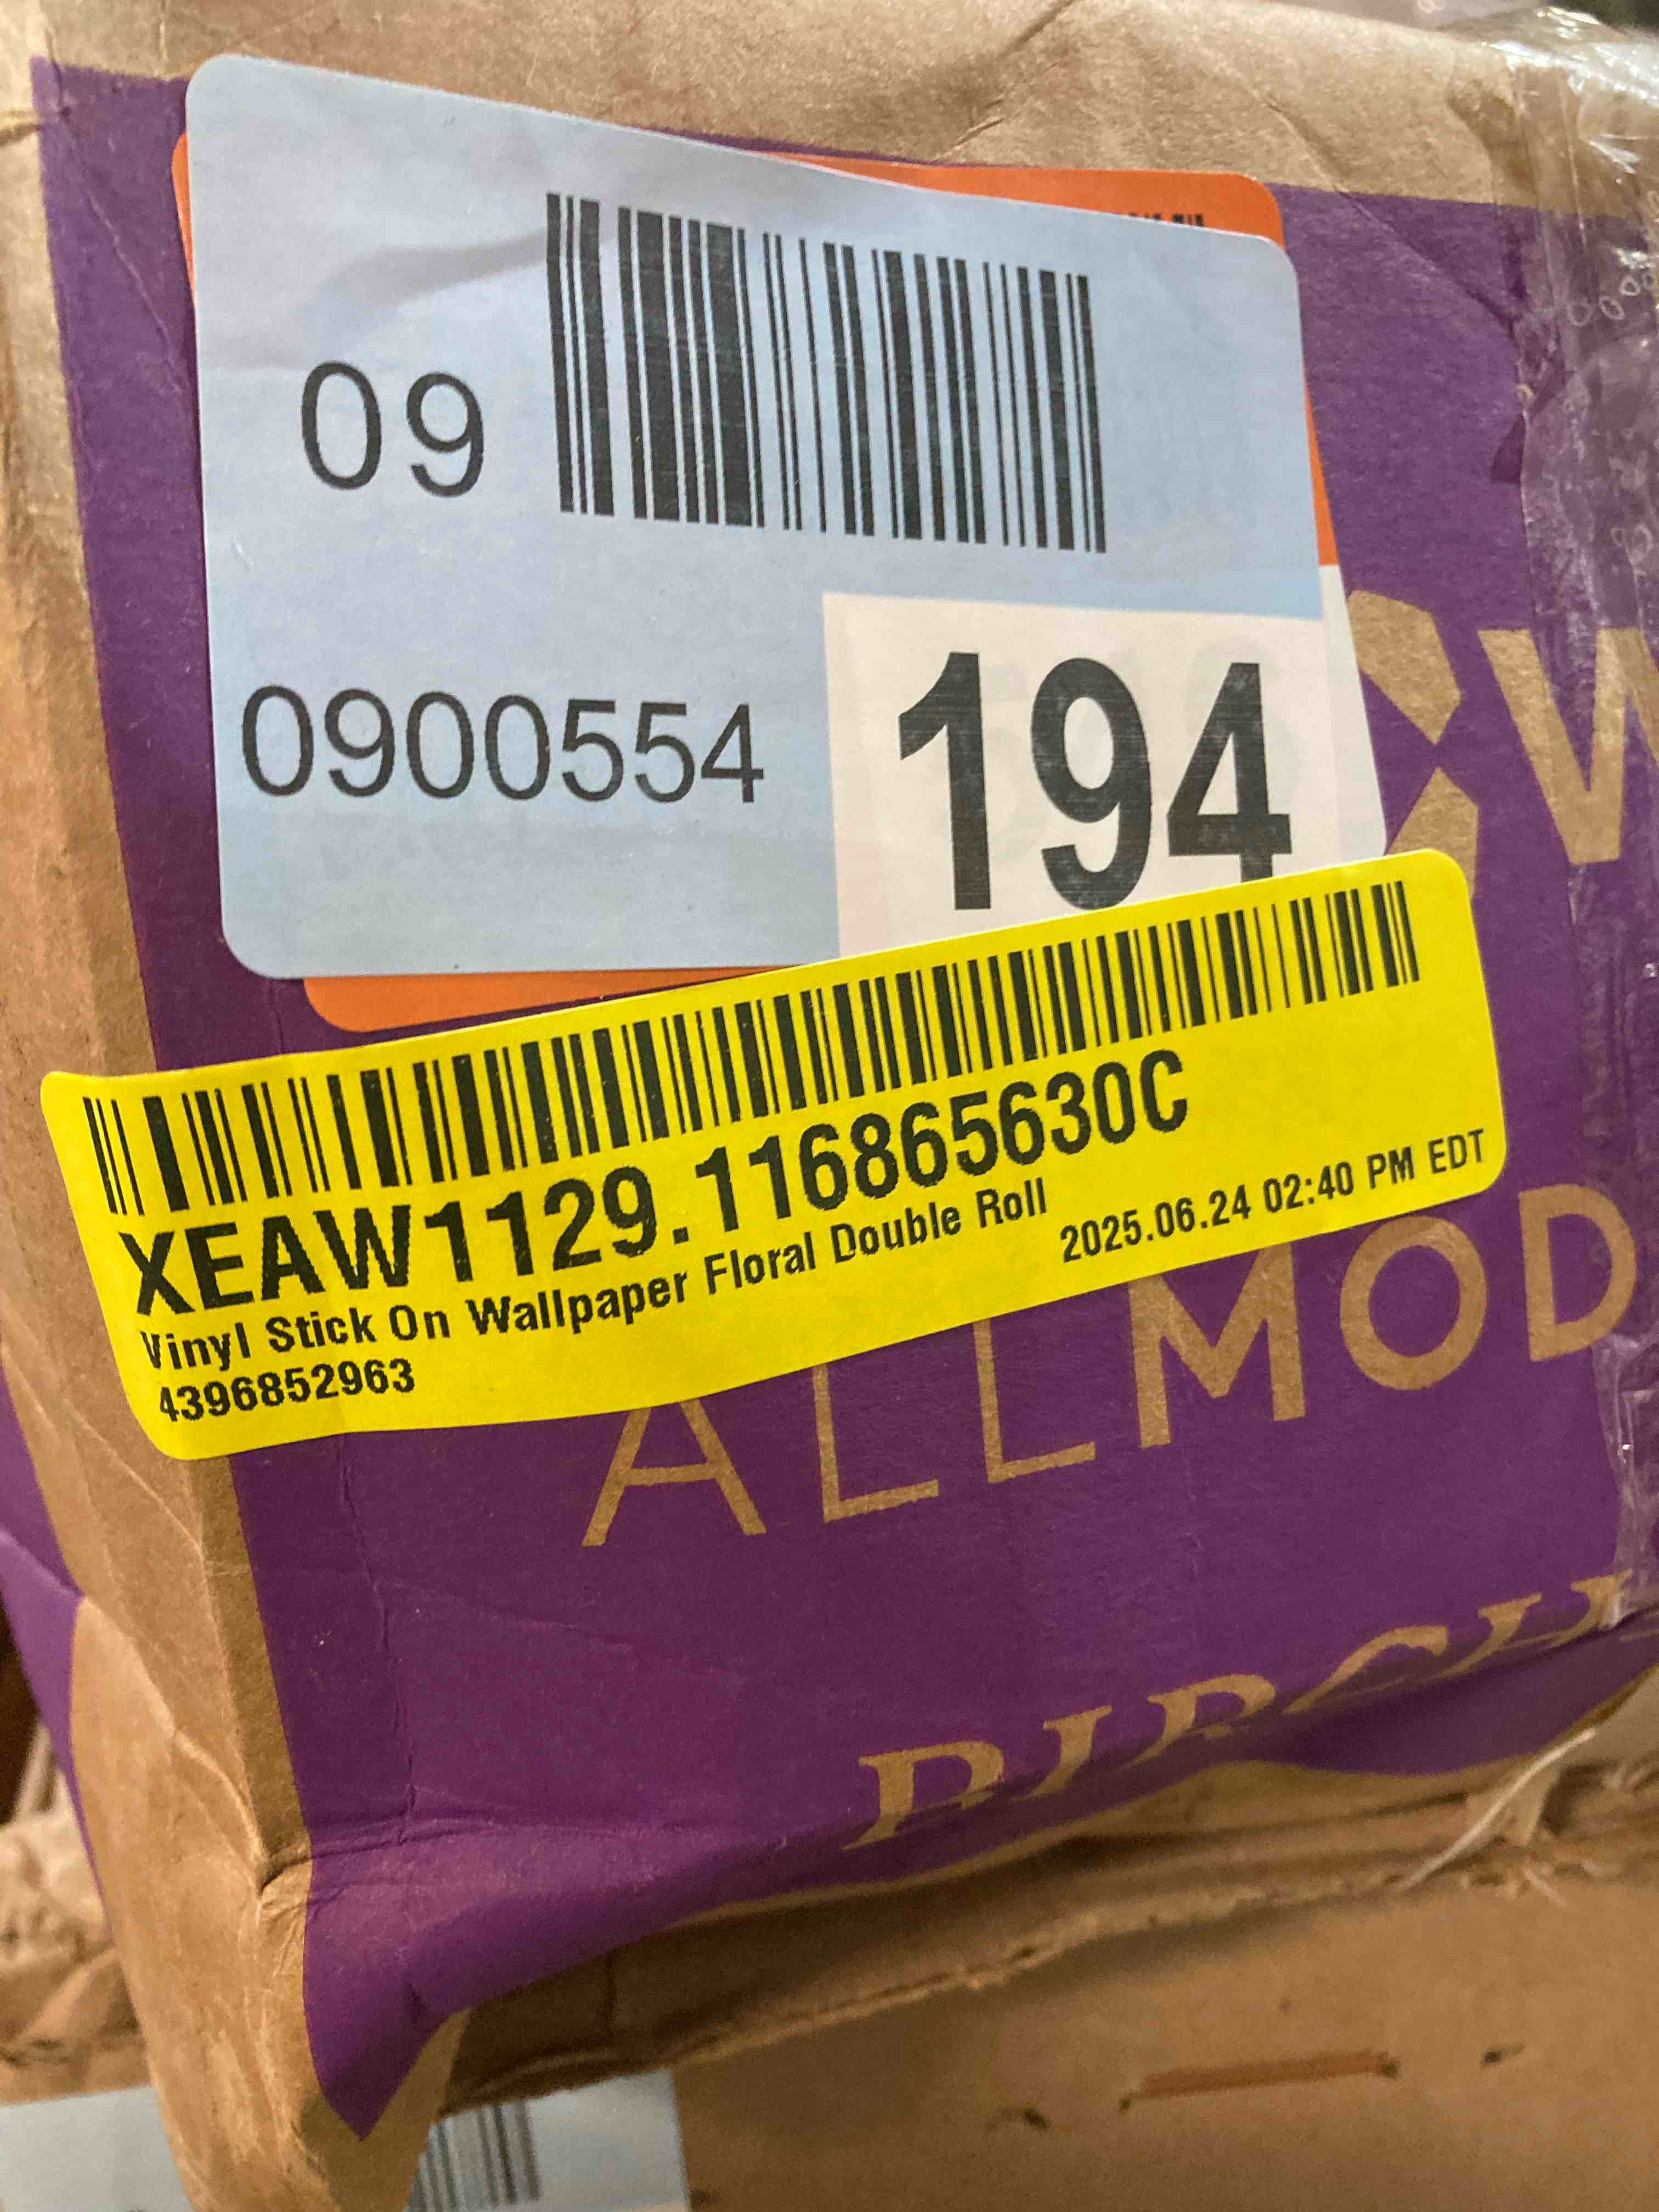 09
0900554
194
XEAW1129.116865630C
Vinyl Stick On Wallpaper Floral Double Roll
2025.06.24 02:40 PM EDT
4396852963
W
ALLMOD
BIRCH